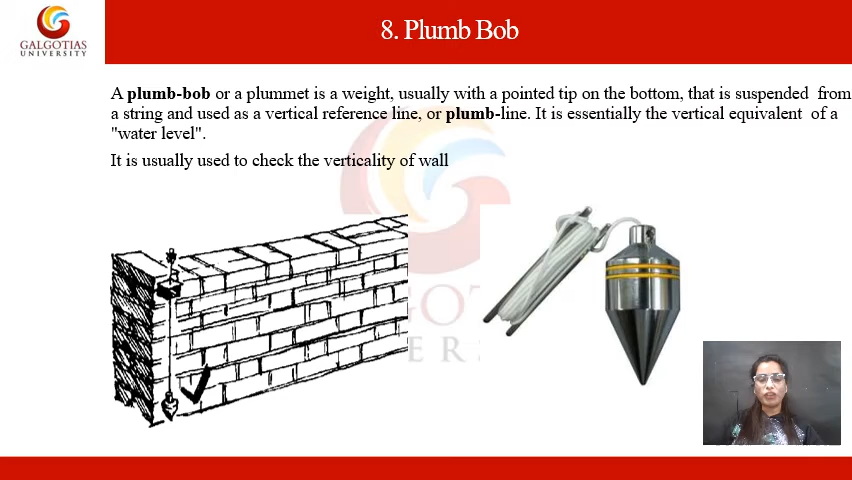 GALGOTIAS
UNIVERSITY
8. Plumb Bob
A plumb-bob or a plummet is a weight, usually with a pointed tip on the bottom, that is suspended from
a string and used as a vertical reference line, or plumb-line. It is essentially the vertical equivalent of a
"water level".
It is usually used to check the verticality of wall